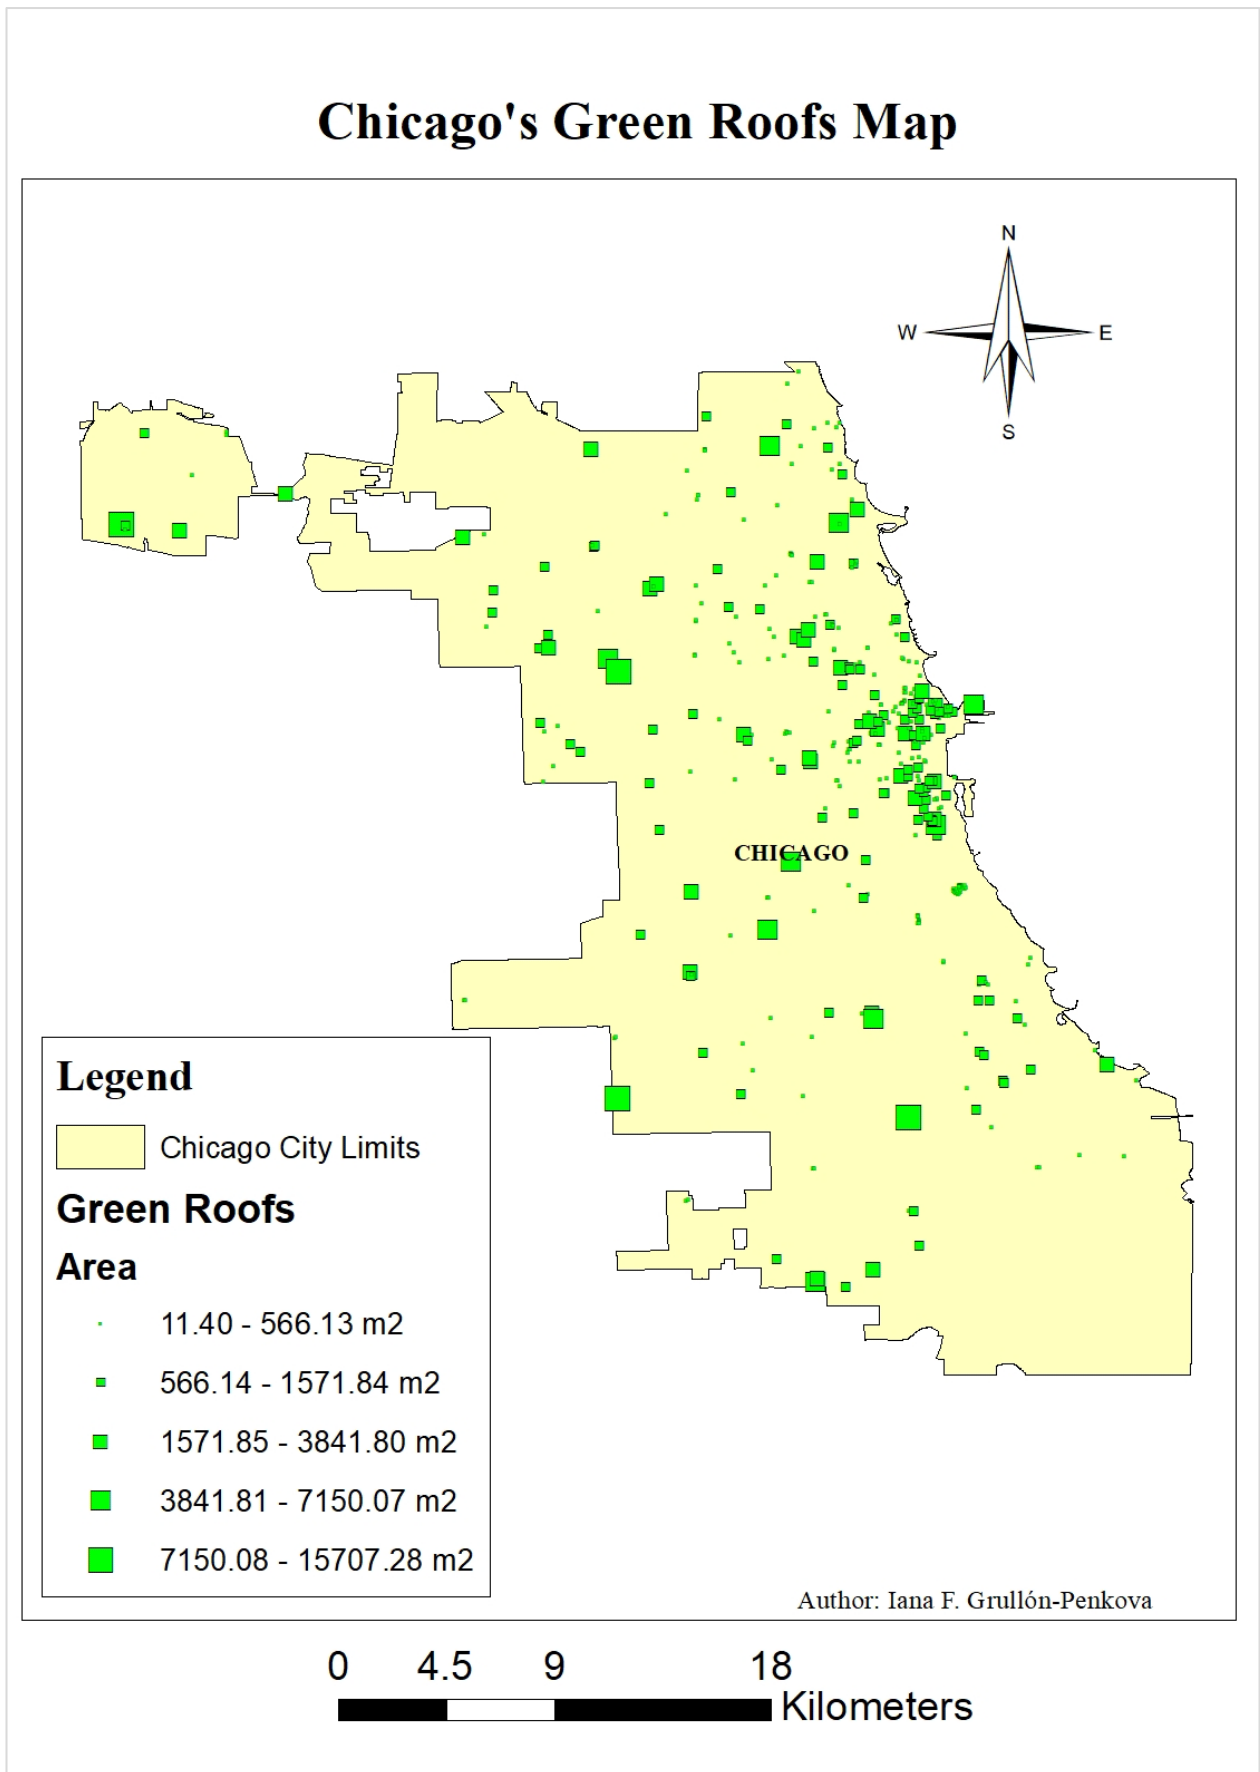 Chicago's Green Roofs Map
N
W
E
S
CHICAGO
Legend
Chicago City Limits
Green Roofs
Area
11.40 - 566.13 m2
566.14 - 1571.84 m2
1571.85 - 3841.80 m2
3841.81 - 7150.07 m2
7150.08 - 15707.28 m2
Author: Iana F. Grullón-Penkova
0 4.5 9 18
Kilometers